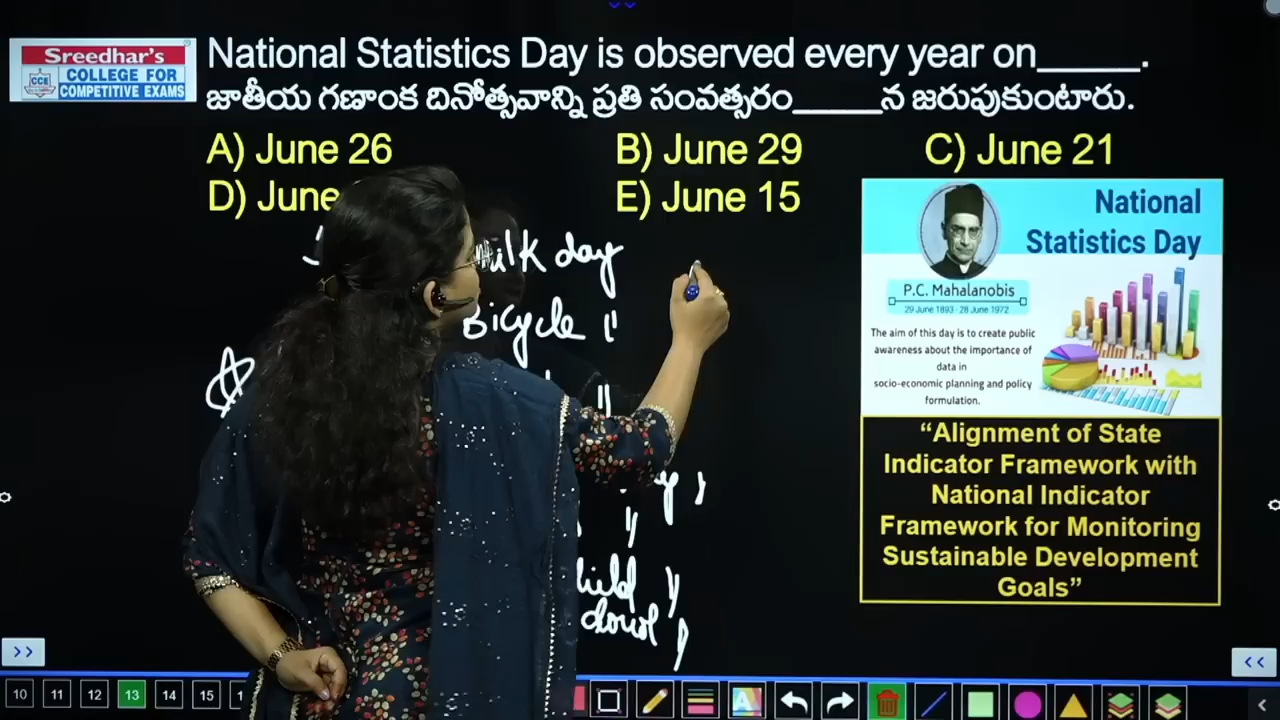 Sreedhar's
CCE
COLLEGE FOR
COMPETITIVE EXAMS
National Statistics Day is observed every year on_____.
జాతీయ గణాంక దినోత్సవాన్ని ప్రతి సంవత్సరం_____న జరుపుకుంటారు.
A) June 26
B) June 29
C) June 21
D) June
E) June 15
Milk day
Bicycle "
National
Statistics Day
P.C. Mahalanobis
29 June 1893 - 28 June 1972
The aim of this day is to create public
awareness about the importance of
data in
socio-economic planning and policy
formulation.
“Alignment of State
Indicator Framework with
National Indicator
Framework for Monitoring
Sustainable Development
Goals”
>>
<<
10 11 12 13 14 15
A